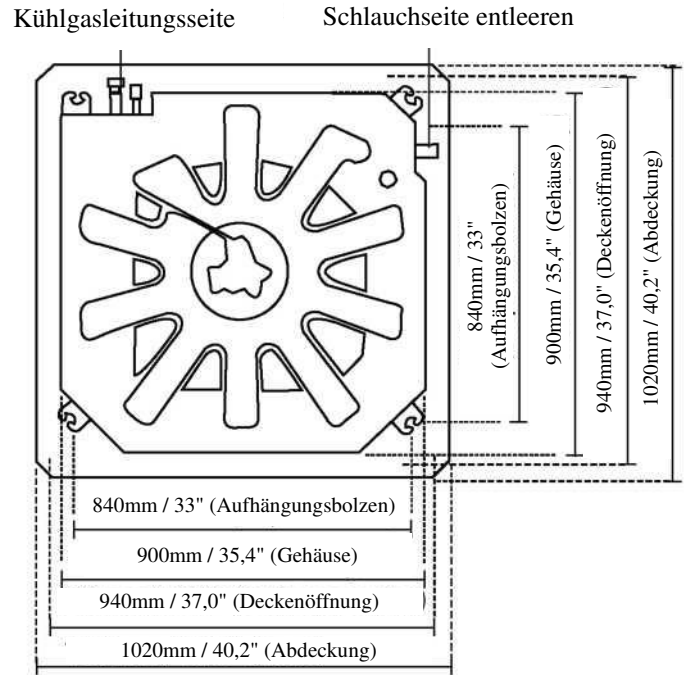 Kühlgasleitungsseite
Schlauchseite entleeren
840mm / 33"
(Aufhängungsbolzen)
900mm / 35,4" (Gehäuse)
940mm / 37,0" (Deckenöffnung)
1020mm / 40,2" (Abdeckung)
840mm / 33" (Aufhängungsbolzen)
900mm / 35,4" (Gehäuse)
940mm / 37,0" (Deckenöffnung)
1020mm / 40,2" (Abdeckung)